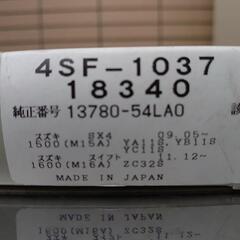 4SF-1037
18340
純正番号 13780-54LA0
スズキ SX4 09.05~
1500(M15A) YA11S, YB11S
YC11S
スズキ スイフト 11.12~
1600(M16A) ZC32S
MADE IN JAPAN